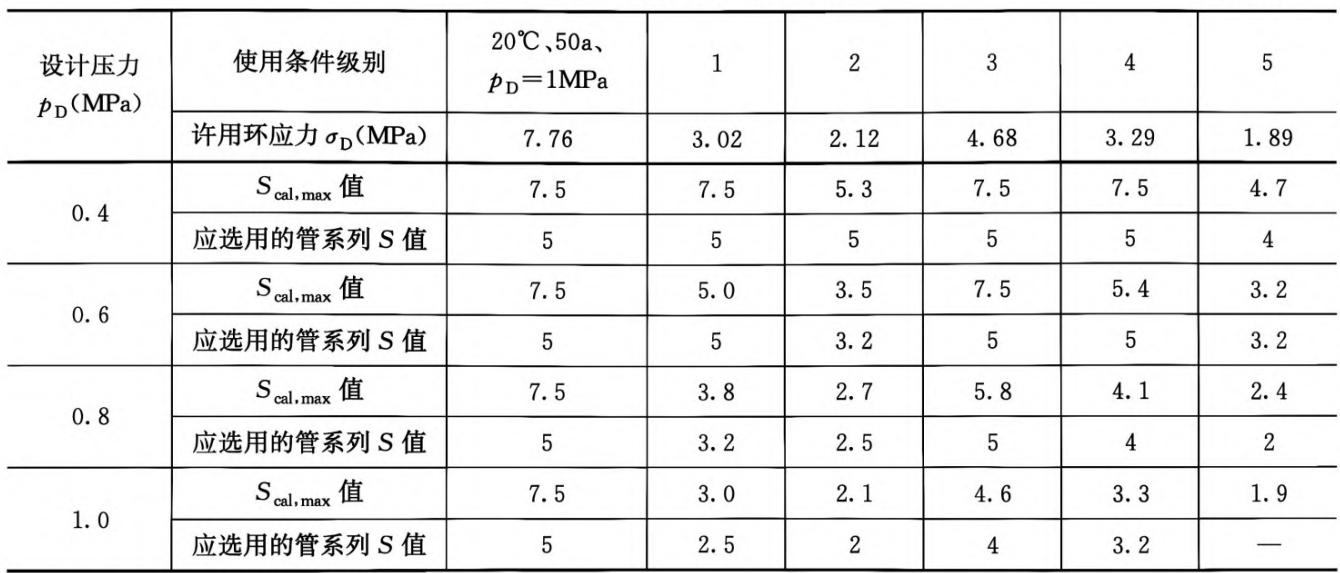 设计压力 pD(MPa) 使用条件级别 20℃、50a、pD=1MPa 1 2 3 4 5
许用环应力 σD(MPa) 7.76 3.02 2.12 4.68 3.29 1.89
0.4 Scal,max 值 7.5 7.5 5.3 7.5 7.5 4.7
应选用的管系列 S 值 5 5 5 5 5 4
0.6 Scal,max 值 7.5 5.0 3.5 7.5 5.4 3.2
应选用的管系列 S 值 5 5 3.2 5 5 3.2
0.8 Scal,max 值 7.5 3.8 2.7 5.8 4.1 2.4
应选用的管系列 S 值 5 3.2 2.5 5 4 2
1.0 Scal,max 值 7.5 3.0 2.1 4.6 3.3 1.9
应选用的管系列 S 值 5 2.5 2 4 3.2 —